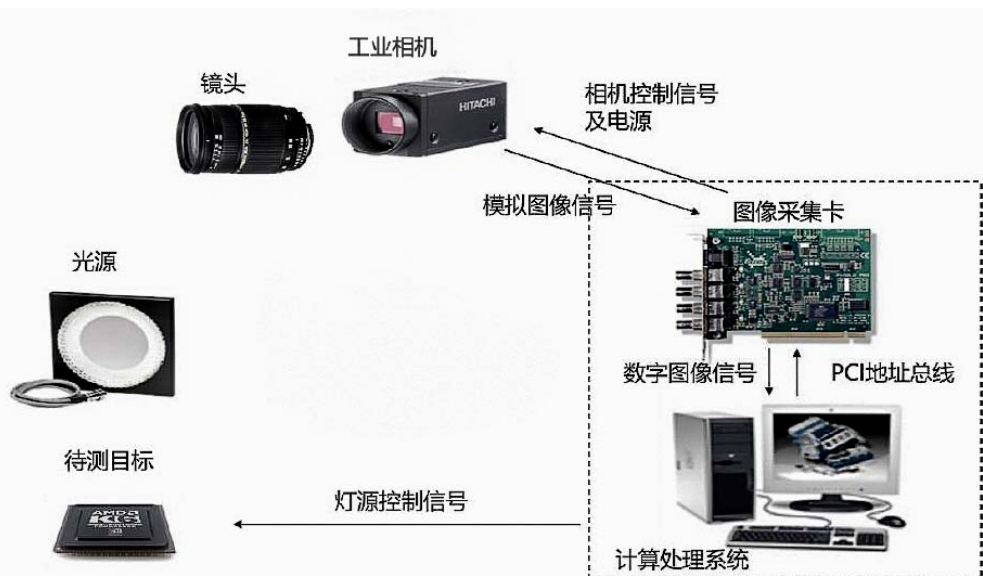 工业相机
镜头
HITACHI
相机控制信号
及电源
模拟图像信号
图像采集卡
光源
数字图像信号
PCI地址总线
待测目标
AMD
灯源控制信号
计算处理系统